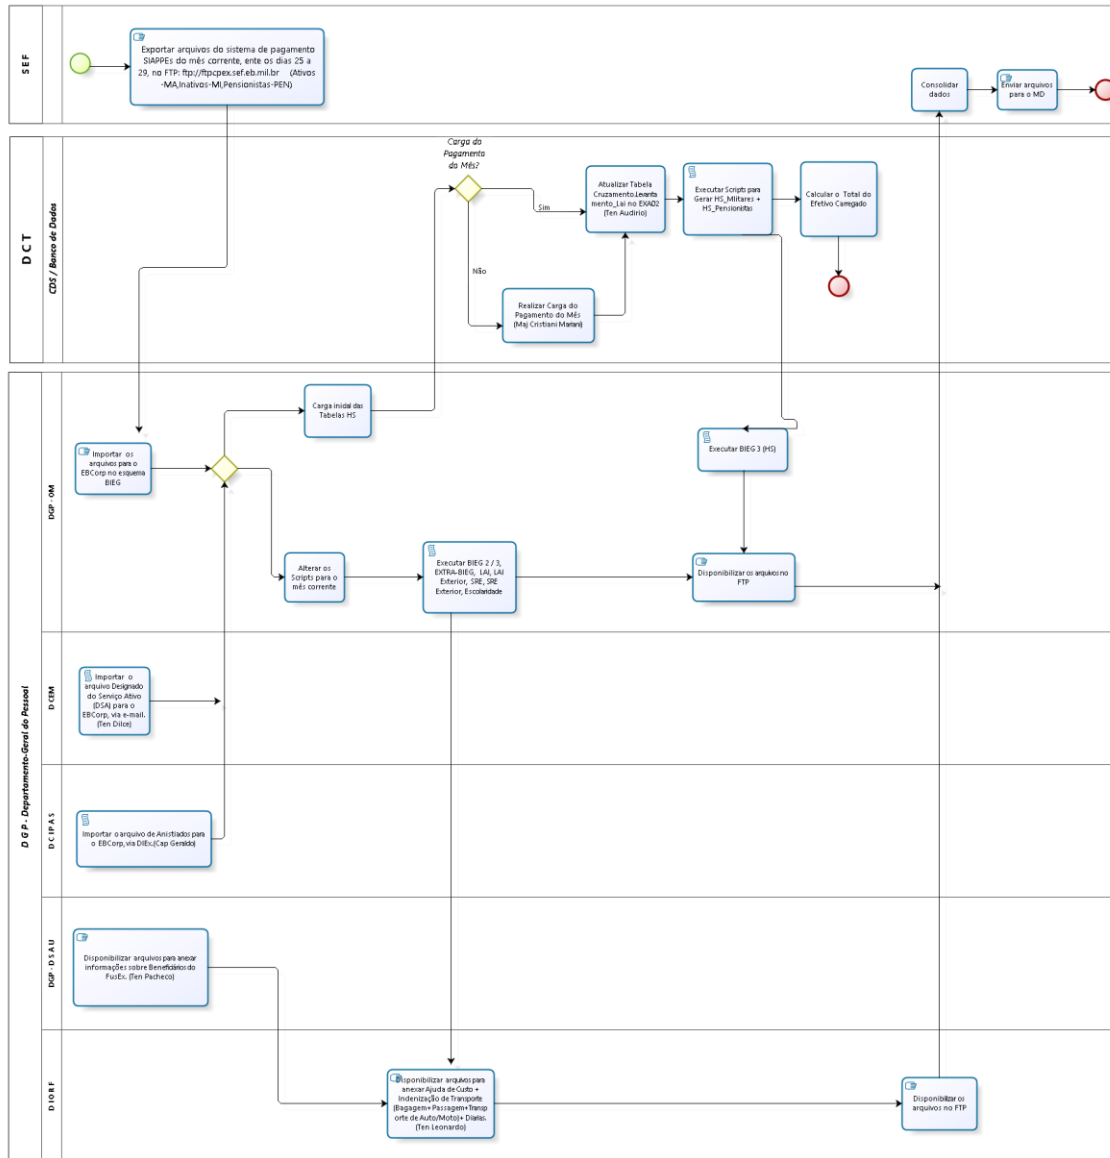 SEF
Exportar arquivos do sistema de pagamento
SIAPPEs do mês corrente, ente os dias 25 a
29, no FTP: ftp://ftpcpex.sef.eb.mil.br (Ativos
-MA,Inativos-MI,Pensionistas-PEN)
Consolidar
dados
Enviar arquivos
para o MD
DCT
CDS / Banco de Dados
Carga do
Pagamento
do Mês?
Sim
Não
Atualizar Tabela
Cruzamento.Levanta
mento_Lai no EXAD2
(Ten Audirio)
Executar Scripts para
Gerar HS_Militares +
HS_Pensionistas
Calcular o Total do
Efetivo Carregado
Realizar Carga do
Pagamento do Mês
(Maj Cristiani Mariani)
DGP - Departamento-Geral do Pessoal
DGP - OM
Carga inicial das
Tabelas HS
Importar os
arquivos para o
EBCorp no esquema
BIEG
Executar BIEG 3 (HS)
Alterar os
Scripts para o
mês corrente
Executar BIEG 2 / 3,
EXTRA-BIEG, LAI, LAI
Exterior, SRE, SRE
Exterior, Escolaridade
Disponibilizar os arquivos no
FTP
DCEM
Importar o
arquivo Designado
do Serviço Ativo
(DSA) para o
EBCorp, via e-mail.
(Ten Dilce)
DCIPAS
Importar o arquivo de Anistiados para
o EBCorp, via DIEx.(Cap Geraldo)
DGP - DSAU
Disponibilizar arquivos para anexar
informações sobre Beneficiários do
FusEx. (Ten Pacheco)
DIORF
Disponibilizar arquivos para
anexar Ajuda de Custo +
Indenização de Transporte
(Bagagem+ Passagem+Transp
orte de Auto/Moto)+ Diarias.
(Ten Leonardo)
Disponibilizar os
arquivos no FTP